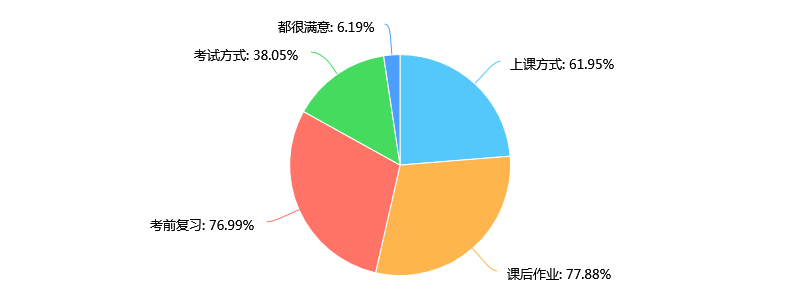 都很满意: 6.19%
考试方式: 38.05%
上课方式: 61.95%
考前复习: 76.99%
课后作业: 77.88%